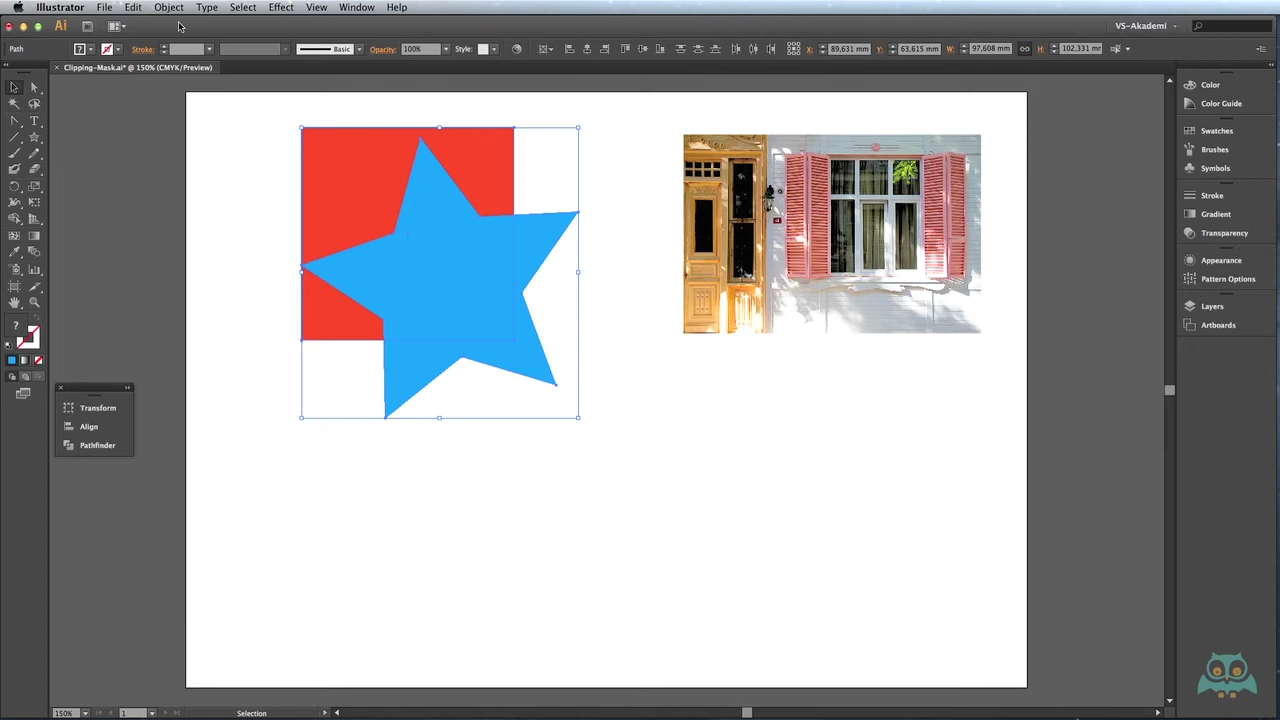 Illustrator File Edit Object Type Select Effect View Window Help
Ai VS-Akademi
Path ? Stroke: Basic Opacity: 100% Style: X: 89,631 mm Y: 63,615 mm W: 97,608 mm H: 102,331 mm
× Clipping-Mask.ai* @ 150% (CMYK/Preview)
Color
Color Guide
Swatches
Brushes
Symbols
Stroke
Gradient
Transparency
Appearance
Pattern Options
Layers
Artboards
?
Transform
Align
Pathfinder
150% 1 Selection